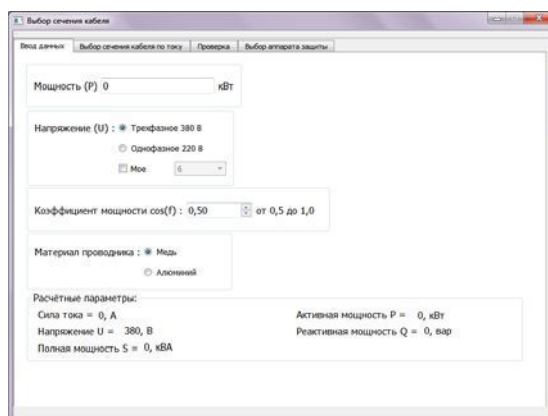 Выбор сечения кабеля
Ввод данных Выбор сечения кабеля по току Проверка Выбор аппарата защиты
Мощность (P) 0 кВт
Напряжение (U) : Трехфазное 380 В
Однофазное 220 В
Мое 6
Коэффициент мощности cos(f) : 0,50 от 0,5 до 1,0
Материал проводника : Медь
Алюминий
Расчётные параметры:
Сила тока = 0, А Активная мощность P = 0, кВт
Напряжение U = 380, В Реактивная мощность Q = 0, вар
Полная мощность S = 0, кВА